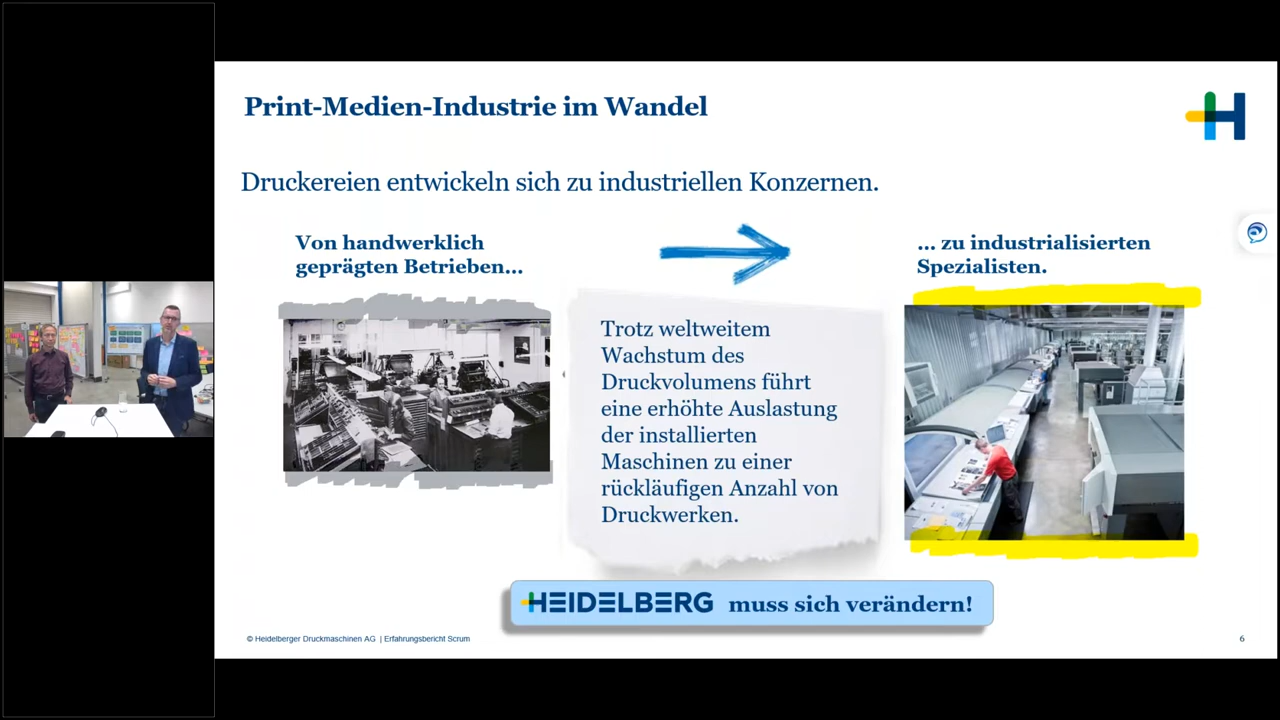 Print-Medien-Industrie im Wandel
Druckereien entwickeln sich zu industriellen Konzernen.
Von handwerklich
geprägten Betrieben...
... zu industrialisierten
Spezialisten.
Trotz weltweitem
Wachstum des
Druckvolumens führt
eine erhöhte Auslastung
der installierten
Maschinen zu einer
rückläufigen Anzahl von
Druckwerken.
HEIDELBERG muss sich verändern!
© Heidelberger Druckmaschinen AG | Erfahrungsbericht Scrum
6